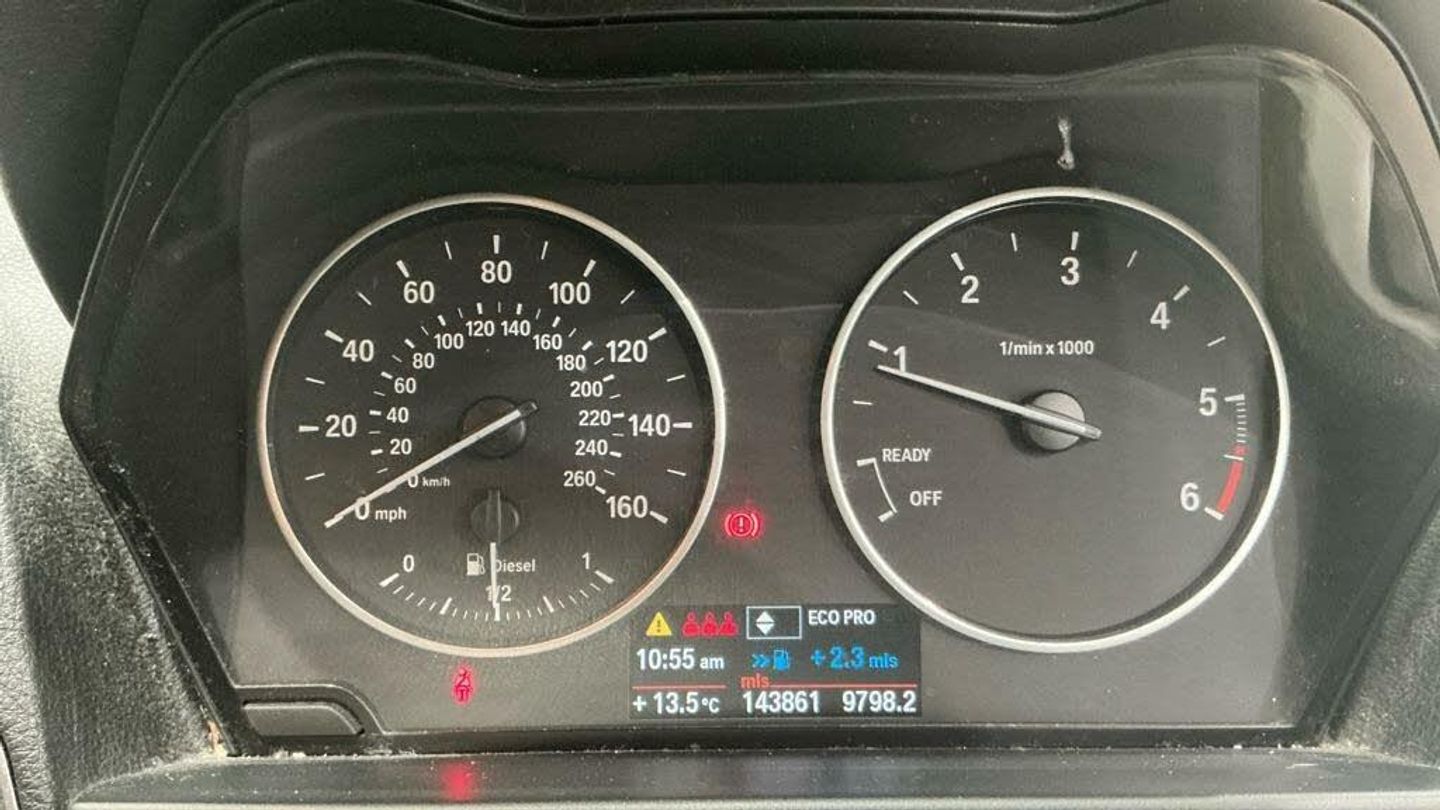 20
40
60
80
100
120
140
160
0 mph
0 km/h
20
40
60
80
100
120
140
160
180
200
220
240
260
0
Diesel
1/2
1
1/min x 1000
1
2
3
4
5
6
READY
OFF
ECO PRO
10:55 am
+ 2.3 mls
mls
+ 13.5°C
143861
9798.2